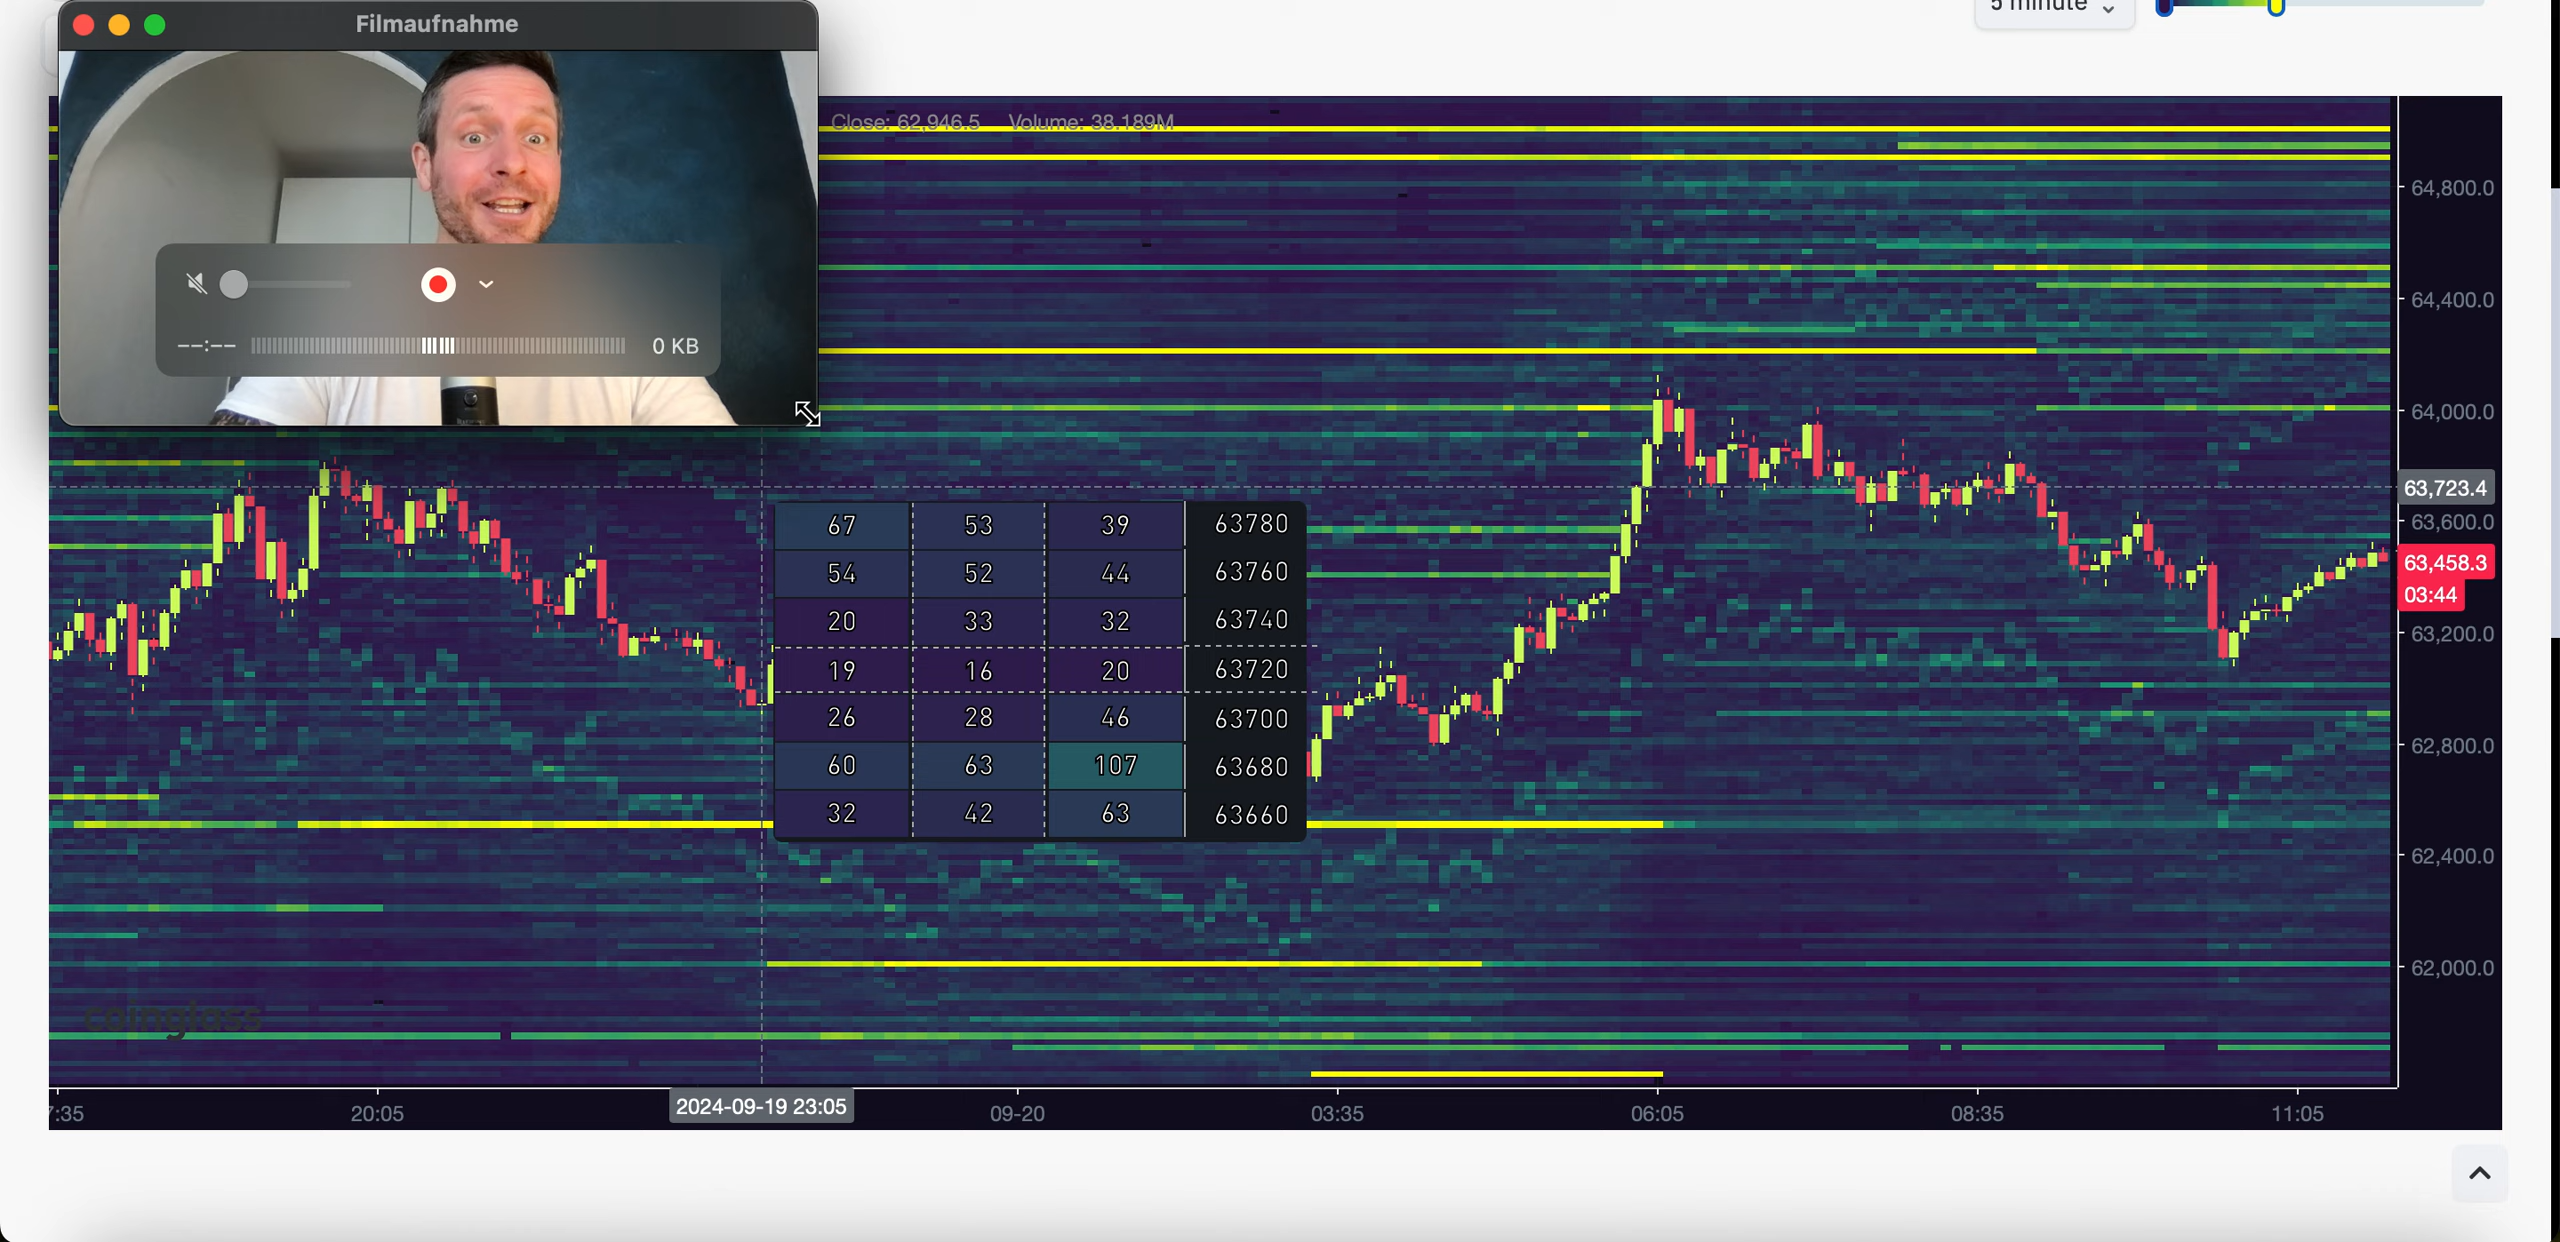 Filmaufnahme
5 minute
Close: 62,946.5 Volume: 38.189M
--:-- 0 KB
64,800.0
64,400.0
64,000.0
63,723.4
63,600.0
63,458.3
03:44
63,200.0
62,800.0
62,400.0
62,000.0
67 53 39 63780
54 52 44 63760
20 33 32 63740
19 16 20 63720
26 28 46 63700
60 63 107 63680
32 42 63 63660
coinglass
7:35 20:05 2024-09-19 23:05 09-20 03:35 06:05 08:35 11:05